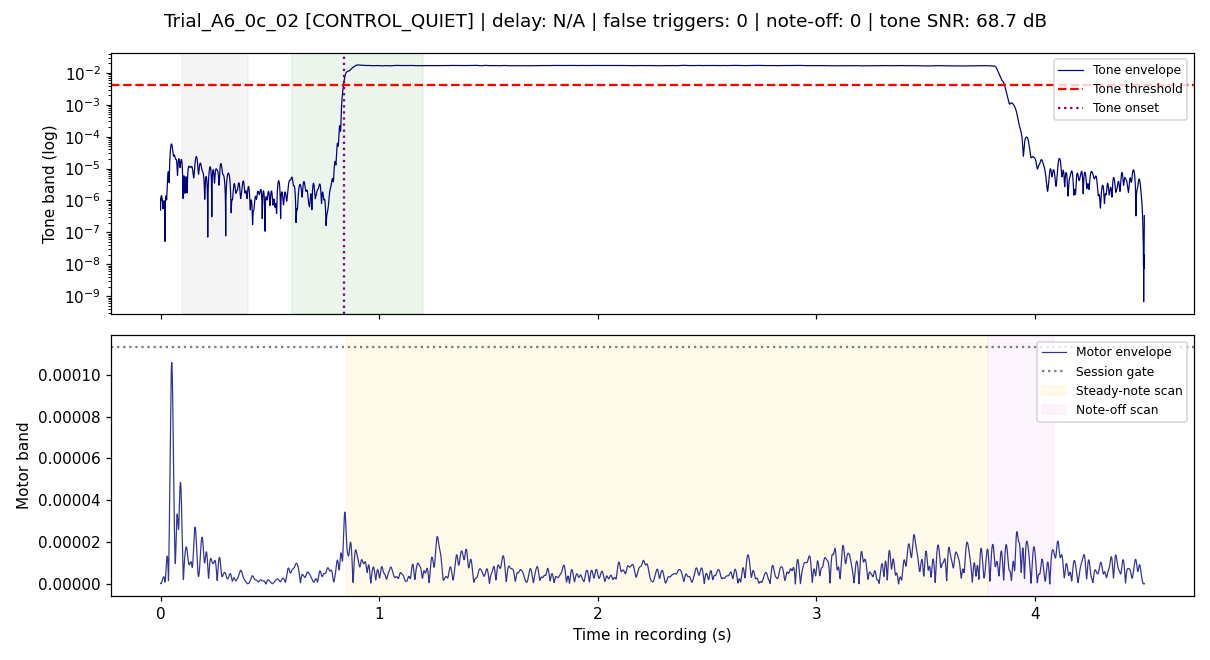 Trial_A6_0c_02 [CONTROL_QUIET] | delay: N/A | false triggers: 0 | note-off: 0 | tone SNR: 68.7 dB
Tone band (log)
10⁻²
10⁻³
10⁻⁴
10⁻⁵
10⁻⁶
10⁻⁷
10⁻⁸
10⁻⁹
Tone envelope
Tone threshold
Tone onset
Motor band
0.00010
0.00008
0.00006
0.00004
0.00002
0.00000
Motor envelope
Session gate
Steady-note scan
Note-off scan
0 1 2 3 4
Time in recording (s)